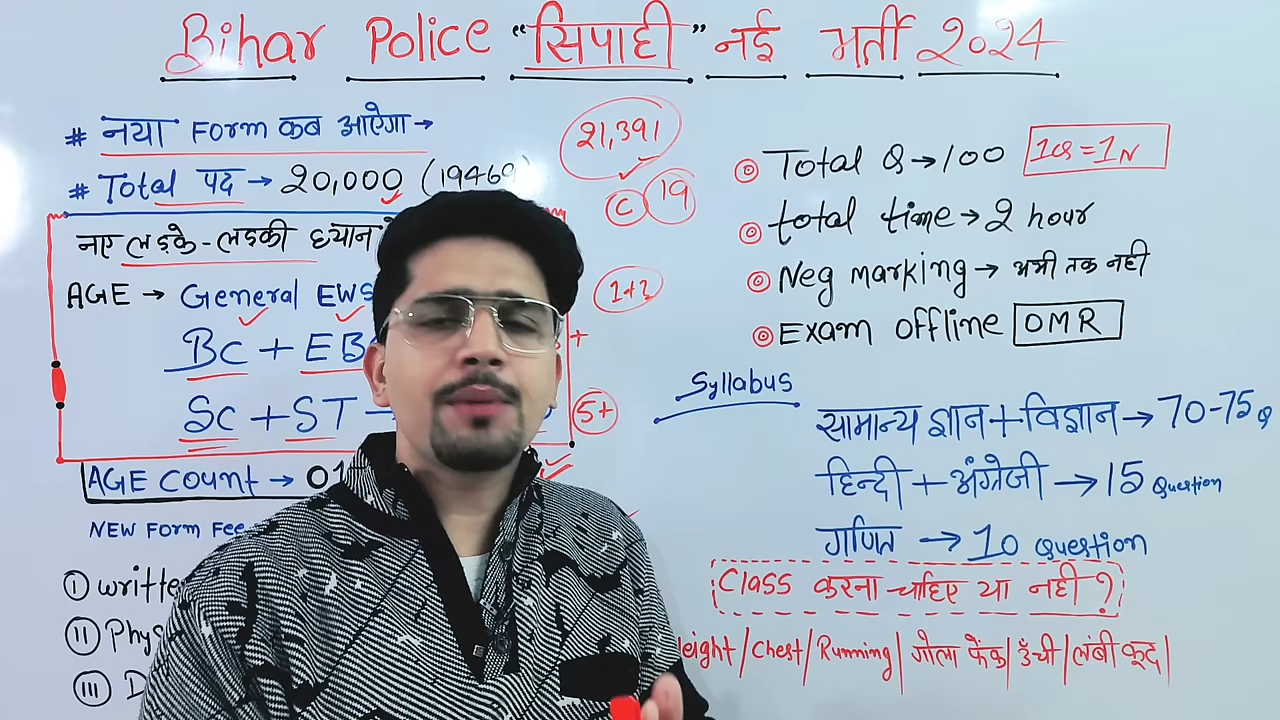 Bihar Police "सिपाही" नई भर्ती 2024
# नया Form कब आऐगा →
# Total पद → 20,000 (19469
21,391
C 19
नए लड़के-लड़की ध्यान
AGE → General EWS
1+2
BC + EB
+
SC + ST
5+
AGE COUNT → 01
NEW FORM Fee
I Writte
II Phys
III D
Total Q → 100 1Q=1N
total time → 2 hour
Neg marking → अभी तक नही
Exam offline OMR
Syllabus
सामान्य ज्ञान + विज्ञान → 70-75 Q
हिन्दी + अंग्रेजी → 15 Question
गणित → 10 Question
Class करना चाहिए या नही ?
eight / Chest / Running | गोला फेंक | ऊँची | लंबी कूद |